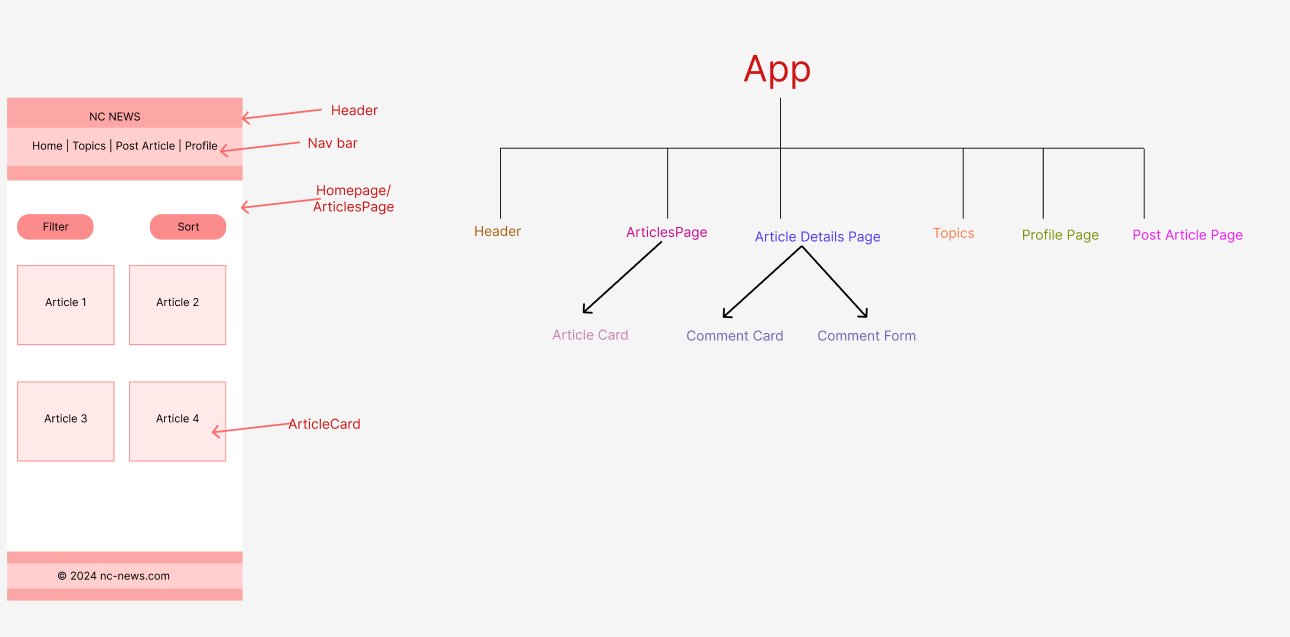 NC NEWS
Home | Topics | Post Article | Profile
Filter
Sort
Article 1
Article 2
Article 3
Article 4
© 2024 nc-news.com
Header
Nav bar
Homepage/
ArticlesPage
ArticleCard
App
Header
ArticlesPage
Article Details Page
Topics
Profile Page
Post Article Page
Article Card
Comment Card
Comment Form